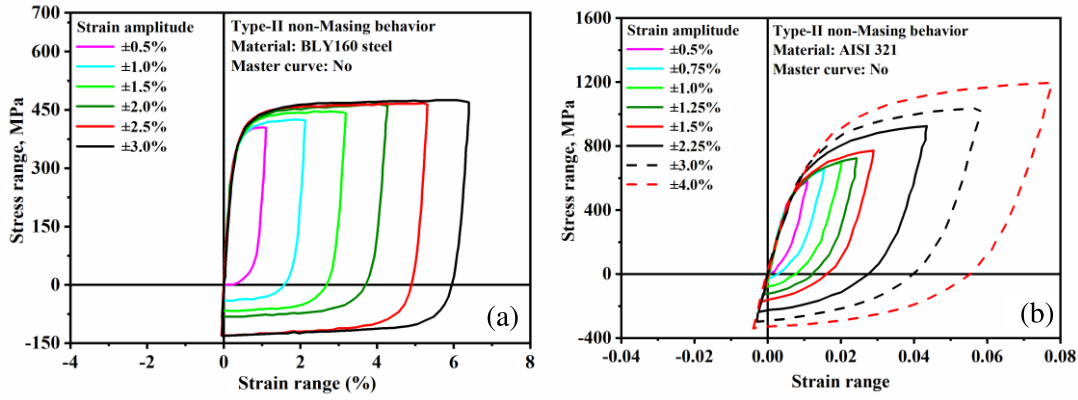 (a)
Stress range, MPa
700
600
450
300
150
0
-150
Strain amplitude
±0.5%
±1.0%
±1.5%
±2.0%
±2.5%
±3.0%
Type-II non-Masing behavior
Material: BLY160 steel
Master curve: No
(a)
-4
-2
0
2
4
6
8
Strain range (%)
(b)
Stress range, MPa
1600
1200
800
400
0
-400
Strain amplitude
±0.5%
±0.75%
±1.0%
±1.25%
±1.5%
±2.25%
±3.0%
±4.0%
Type-II non-Masing behavior
Material: AISI 321
Master curve: No
(b)
-0.04
-0.02
0.00
0.02
0.04
0.06
0.08
Strain range